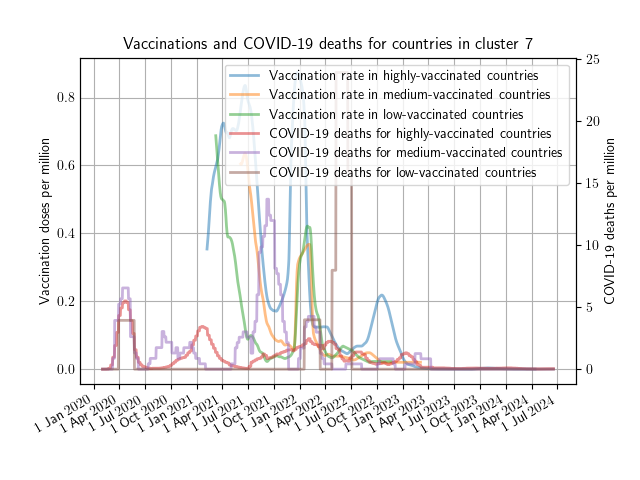 Vaccinations and COVID-19 deaths for countries in cluster 7
Vaccination rate in highly-vaccinated countries
Vaccination rate in medium-vaccinated countries
Vaccination rate in low-vaccinated countries
COVID-19 deaths for highly-vaccinated countries
COVID-19 deaths for medium-vaccinated countries
COVID-19 deaths for low-vaccinated countries
Vaccination doses per million
0.8
0.6
0.4
0.2
0.0
25
20
15
10
5
0
COVID-19 deaths per million
1 Jan 2020
1 Apr 2020
1 Jul 2020
1 Oct 2020
1 Jan 2021
1 Apr 2021
1 Jul 2021
1 Oct 2021
1 Jan 2022
1 Apr 2022
1 Jul 2022
1 Oct 2022
1 Jan 2023
1 Apr 2023
1 Jul 2023
1 Oct 2023
1 Jan 2024
1 Apr 2024
1 Jul 2024